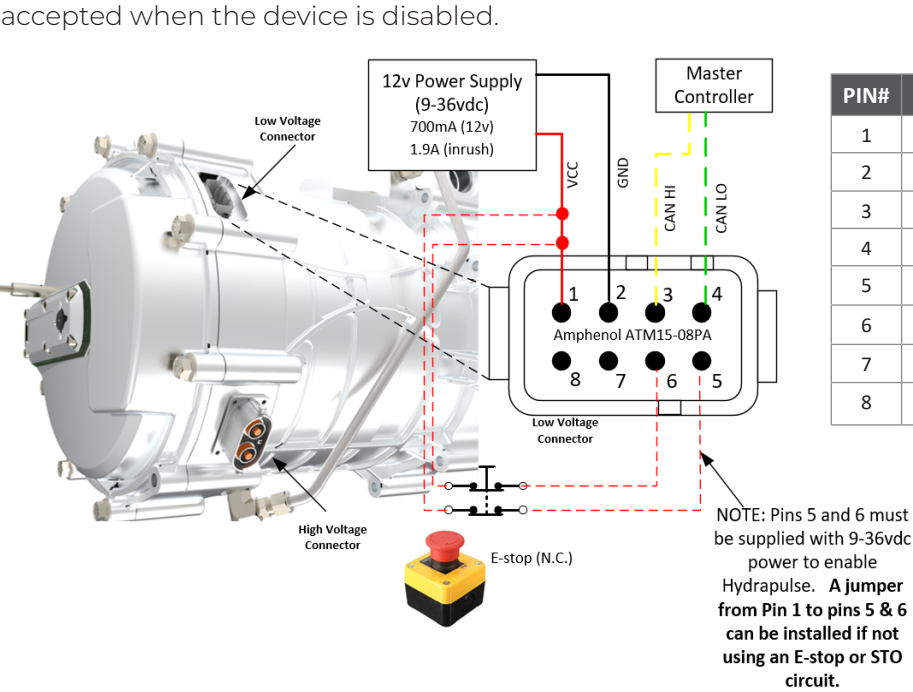 accepted when the device is disabled.
12v Power Supply
(9-36vdc)
700mA (12v)
1.9A (inrush)
Master
Controller
PIN#
1
2
3
4
5
6
7
8
Low Voltage
Connector
VCC
GND
CAN HI
CAN LO
1 2 3 4
Amphenol ATM15-08PA
8 7 6 5
Low Voltage
Connector
High Voltage
Connector
E-stop (N.C.)
NOTE: Pins 5 and 6 must
be supplied with 9-36vdc
power to enable
Hydrapulse. A jumper
from Pin 1 to pins 5 & 6
can be installed if not
using an E-stop or STO
circuit.